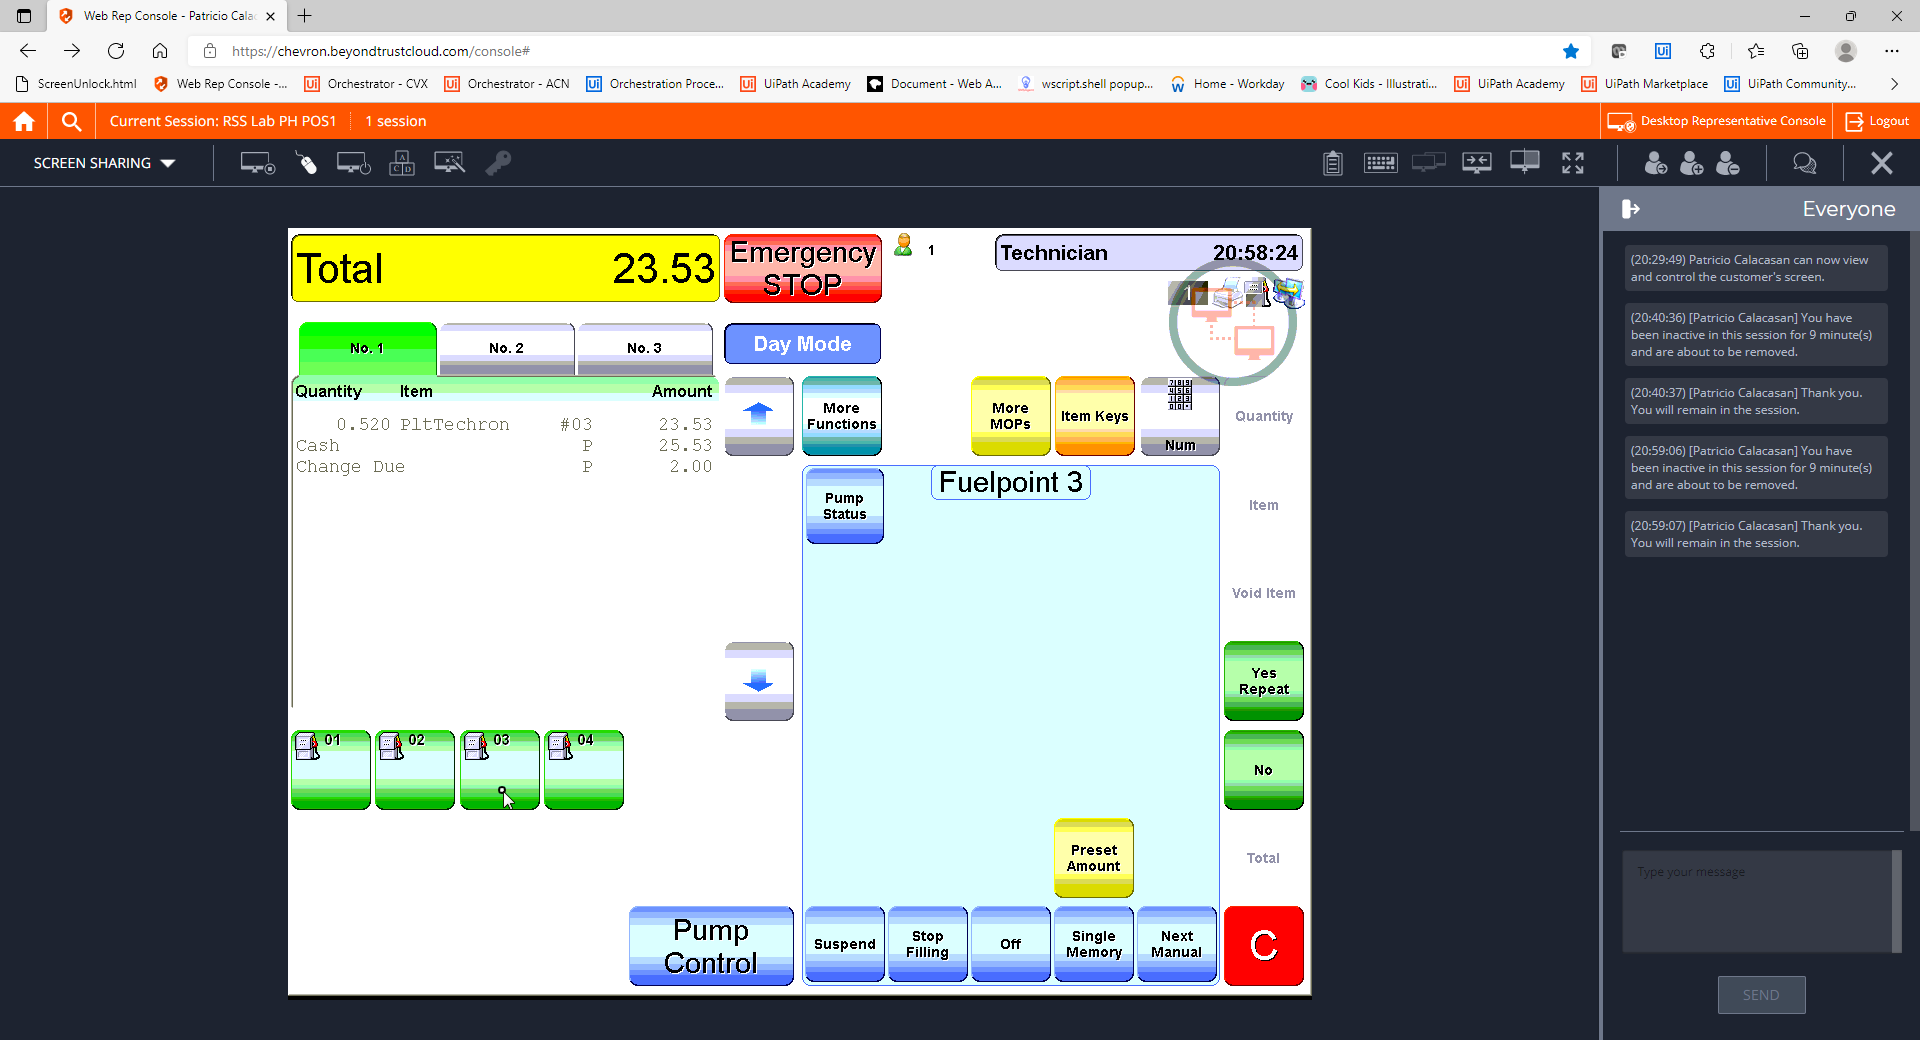 Web Rep Console - Patricio Cala
https://chevron.beyondtrustcloud.com/console#
ScreenUnlock.html
Web Rep Console -...
Orchestrator - CVX
Orchestrator - ACN
Orchestration Proce...
UiPath Academy
Document - Web A...
wscript.shell popup...
Home - Workday
Cool Kids - Illustrati...
UiPath Academy
UiPath Marketplace
UiPath Community...
Current Session: RSS Lab PH POS1
1 session
Desktop Representative Console
Logout
SCREEN SHARING
Everyone
(20:29:49) Patricio Calacasan can now view
and control the customer's screen.
(20:40:36) [Patricio Calacasan] You have
been inactive in this session for 9 minute(s)
and are about to be removed.
(20:40:37) [Patricio Calacasan] Thank you.
You will remain in the session.
(20:59:06) [Patricio Calacasan] You have
been inactive in this session for 9 minute(s)
and are about to be removed.
(20:59:07) [Patricio Calacasan] Thank you.
You will remain in the session.
Type your message
SEND
Total 23.53
Emergency
STOP
1
Technician 20:58:24
1
No. 1
No. 2
No. 3
Day Mode
Quantity Item Amount
0.520 PltTechron #03 23.53
Cash P 25.53
Change Due P 2.00
More
Functions
More
MOPs
Item Keys
Num
Quantity
Pump
Status
Fuelpoint 3
Item
Void Item
Yes
Repeat
No
01
02
03
04
Preset
Amount
Total
Pump
Control
Suspend
Stop
Filling
Off
Single
Memory
Next
Manual
C